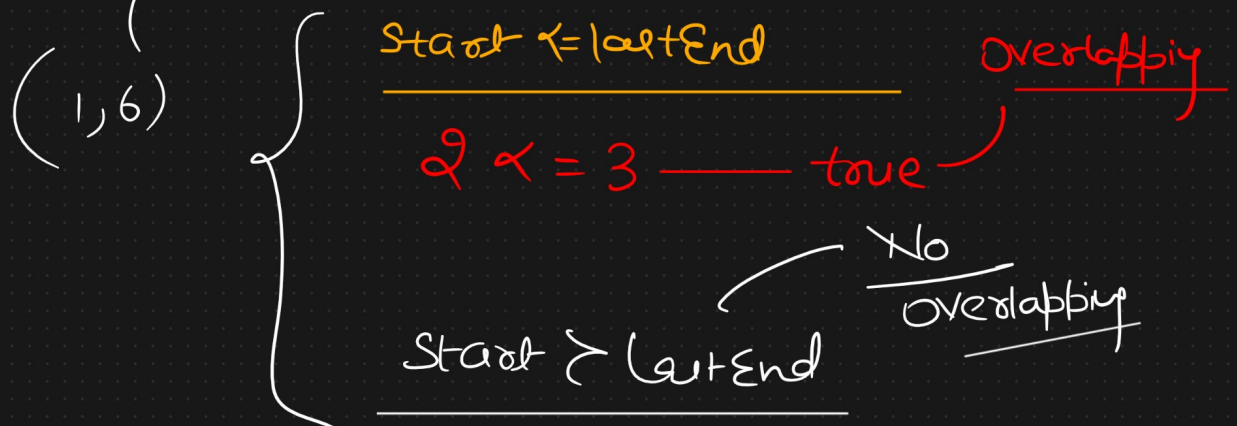 Start <= lastEnd
Overlapping
(1,6)
2 <= 3 —— true
No
overlapping
Start > lastEnd